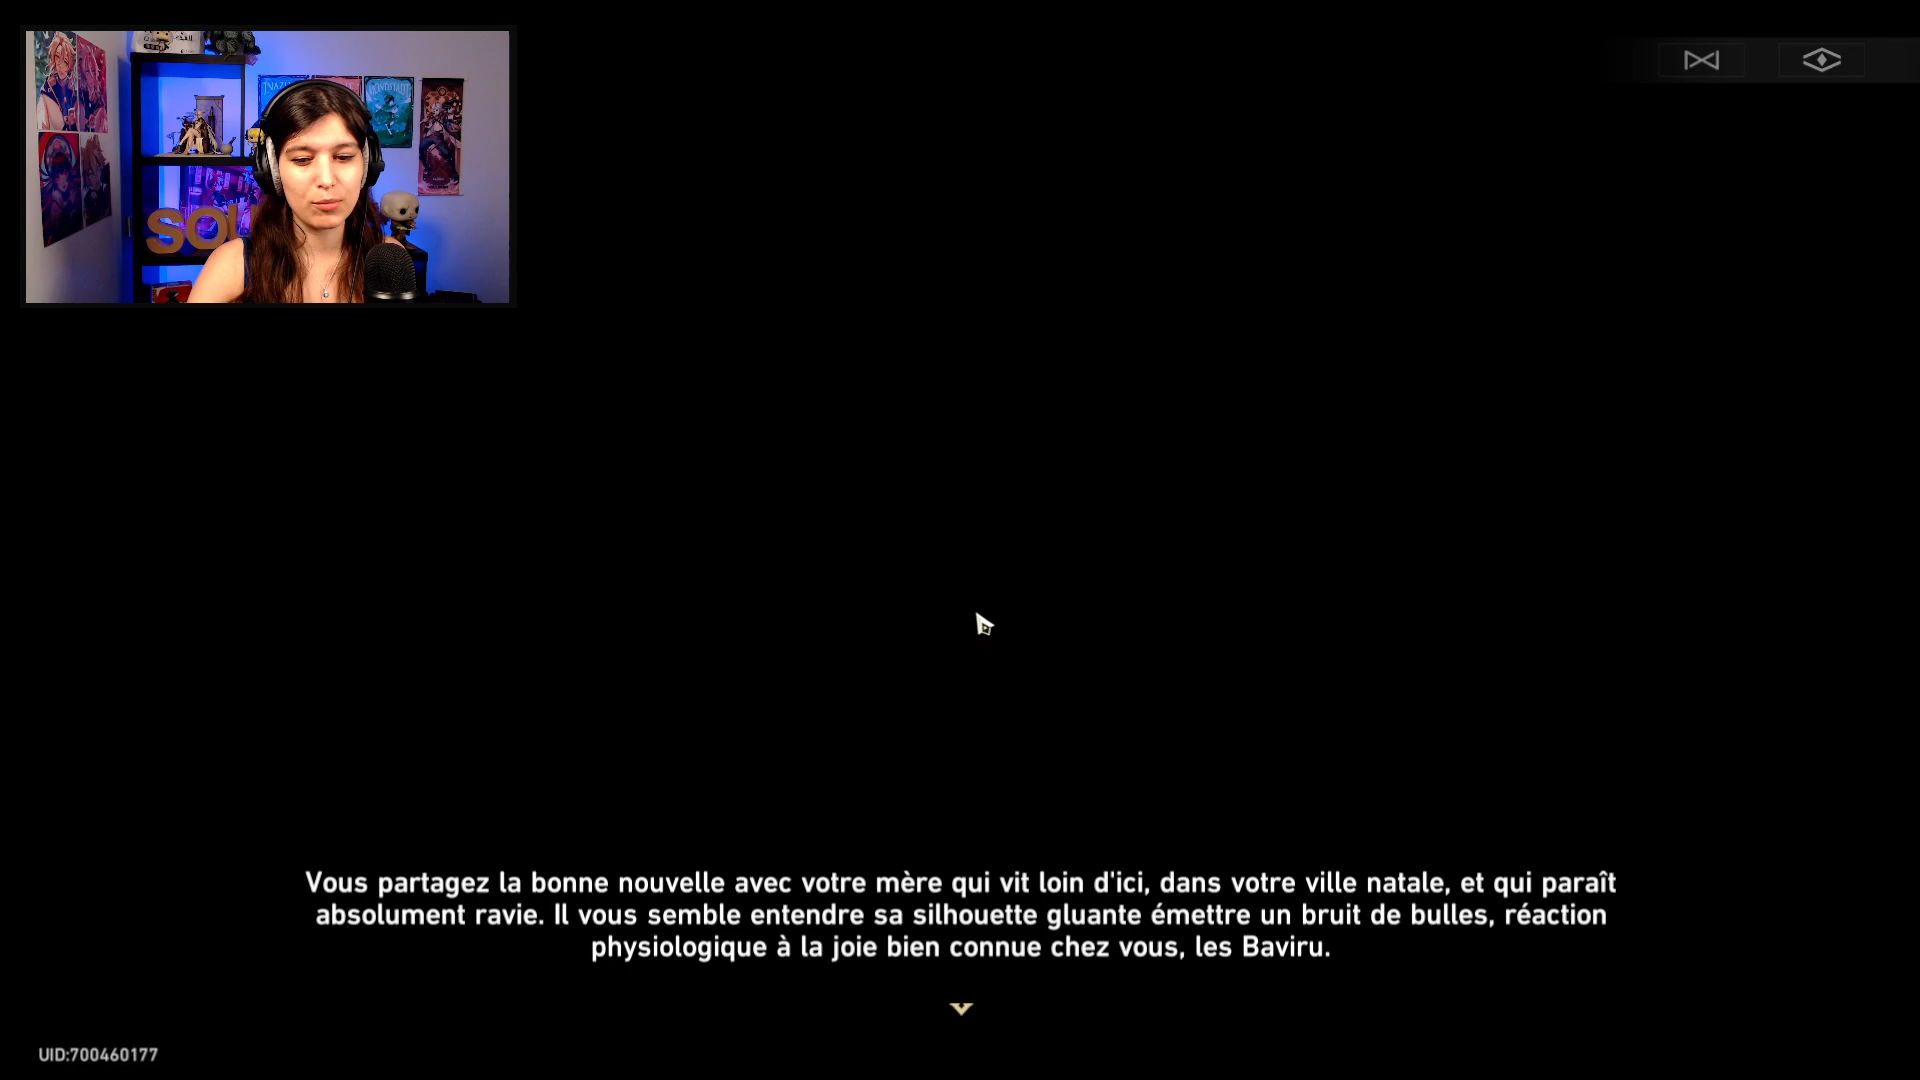 SOU
Vous partagez la bonne nouvelle avec votre mère qui vit loin d'ici, dans votre ville natale, et qui paraît
absolument ravie. Il vous semble entendre sa silhouette gluante émettre un bruit de bulles, réaction
physiologique à la joie bien connue chez vous, les Baviru.
UID:700460177